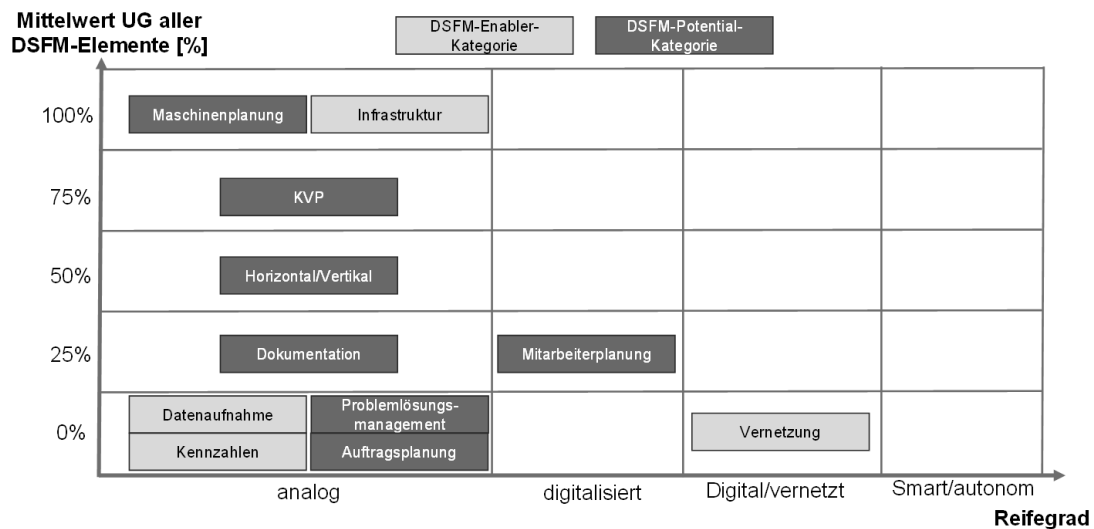 Mittelwert UG aller
DSFM-Elemente [%]
DSFM-Enabler-
Kategorie
DSFM-Potential-
Kategorie
100%
Maschinenplanung
Infrastruktur
75%
KVP
50%
Horizontal/Vertikal
25%
Dokumentation
Mitarbeiterplanung
0%
Datenaufnahme
Problemlösungs-
management
Kennzahlen
Auftragsplanung
Vernetzung
analog
digitalisiert
Digital/vernetzt
Smart/autonom
Reifegrad